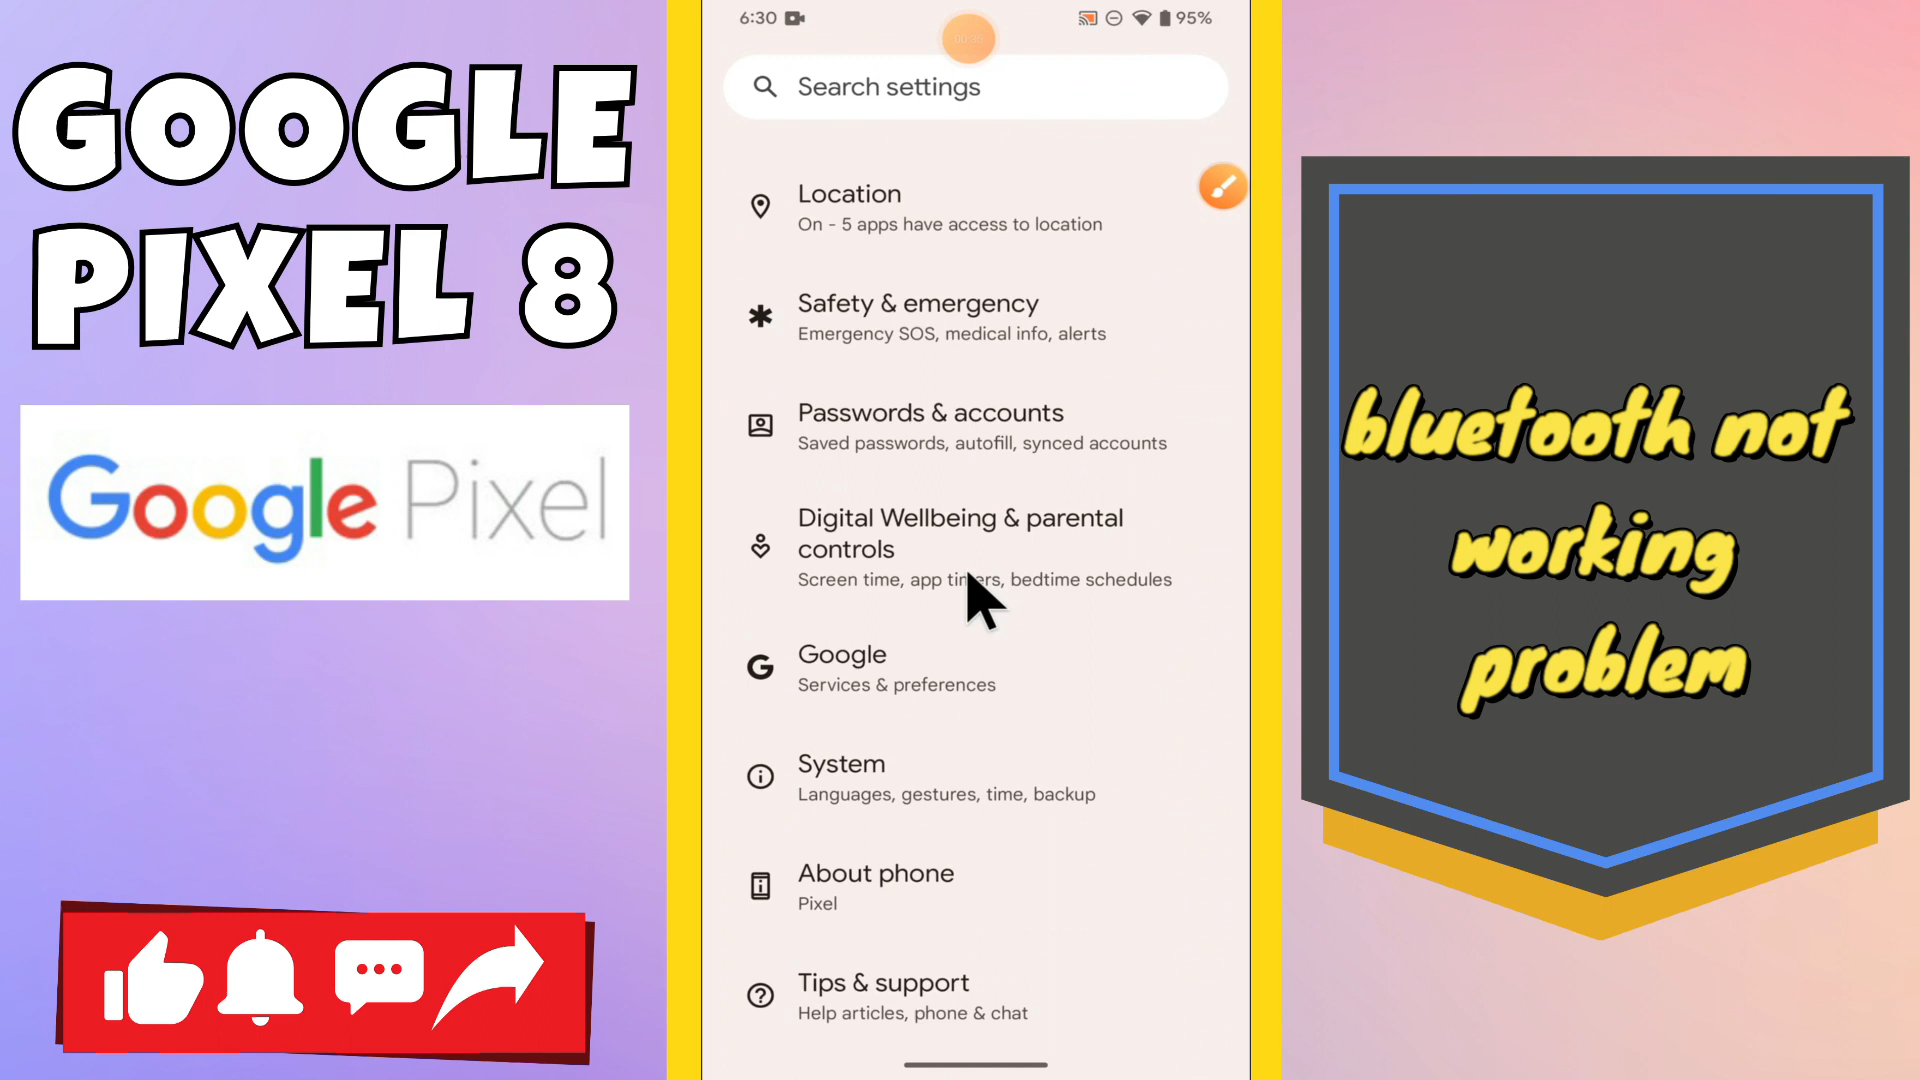 GOOGLE
PIXEL 8
Google Pixel
6:30
95%
00:35
Search settings
Location
On - 5 apps have access to location
Safety & emergency
Emergency SOS, medical info, alerts
Passwords & accounts
Saved passwords, autofill, synced accounts
Digital Wellbeing & parental
controls
Screen time, app timers, bedtime schedules
Google
Services & preferences
System
Languages, gestures, time, backup
About phone
Pixel
Tips & support
Help articles, phone & chat
bluetooth not
working
problem